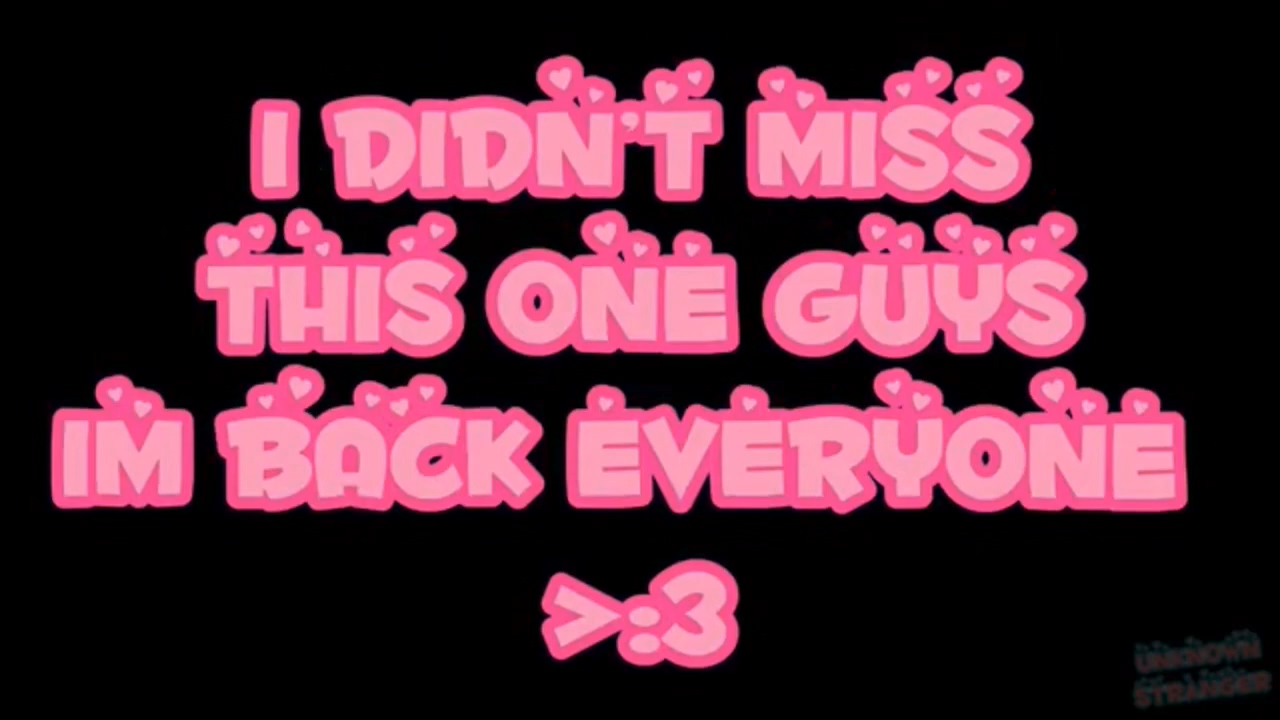 I DIDN'T MISS
THIS ONE GUYS
IM BACK EVERYONE
>:3
UNKNOWN
STRANGER